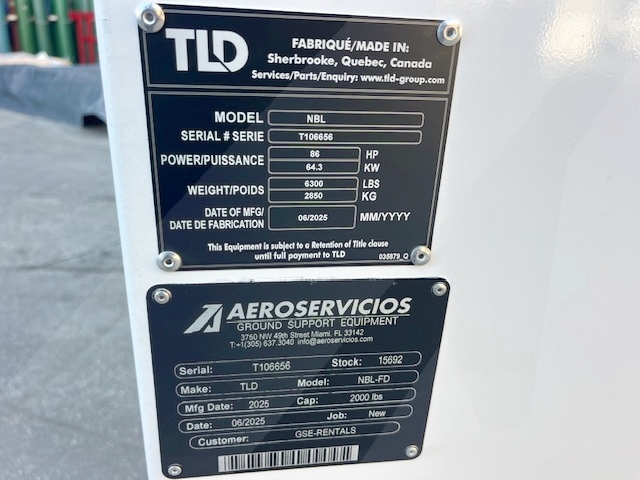 TLD
FABRIQUÉ/MADE IN:
Sherbrooke, Quebec, Canada
Services/Parts/Enquiry: www.tld-group.com
MODEL NBL
SERIAL # SERIE T106656
POWER/PUISSANCE 86 HP
64.3 KW
WEIGHT/POIDS 6300 LBS
2850 KG
DATE OF MFG/
DATE DE FABRICATION 06/2025 MM/YYYY
This Equipment is subject to a Retention of Title clause
until full payment to TLD 035879_Q
AEROSERVICIOS
GROUND SUPPORT EQUIPMENT
3750 NW 49th Street Miami, FL 33142
T:+1(305) 637.3040 info@aeroservicios.com
Serial: T106656 Stock: 15692
Make: TLD Model: NBL-FD
Mfg Date: 2025 Cap: 2000 lbs
Date: 06/2025 Job: New
Customer: GSE-RENTALS